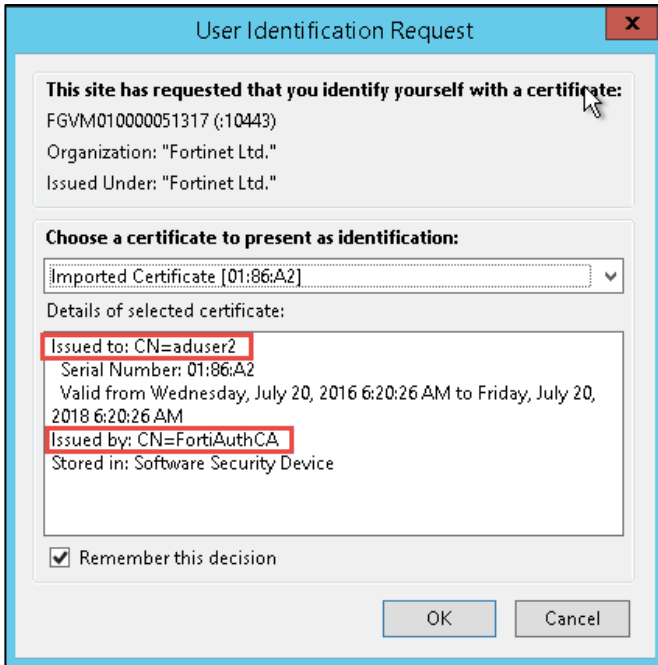 User Identification Request
x
This site has requested that you identify yourself with a certificate:
FGVM010000051317 (:10443)
Organization: "Fortinet Ltd."
Issued Under: "Fortinet Ltd."
Choose a certificate to present as identification:
Imported Certificate [01:86:A2]
Details of selected certificate:
Issued to: CN=aduser2
Serial Number: 01:86:A2
Valid from Wednesday, July 20, 2016 6:20:26 AM to Friday, July 20,
2018 6:20:26 AM
Issued by: CN=FortiAuthCA
Stored in: Software Security Device
Remember this decision
OK
Cancel